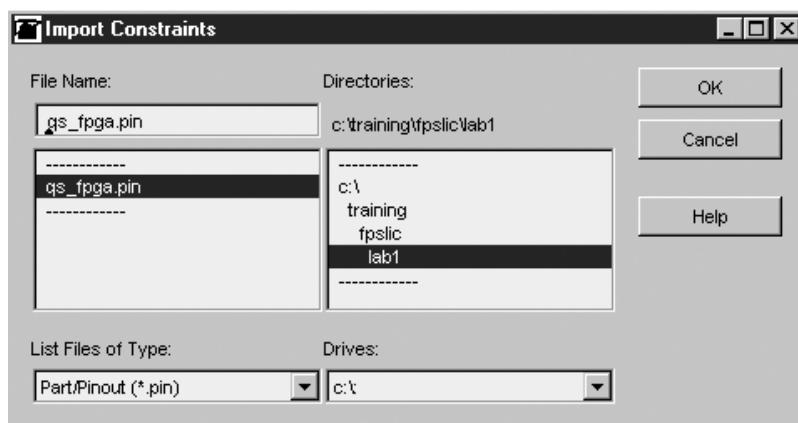 Import Constraints
File Name:
qs_fpga.pin
------------
qs_fpga.pin
------------
Directories:
c:\training\fpslic\lab1
------------
c:\
training
fpslic
lab1
------------
OK
Cancel
Help
List Files of Type:
Part/Pinout (*.pin)
Drives:
c:\: